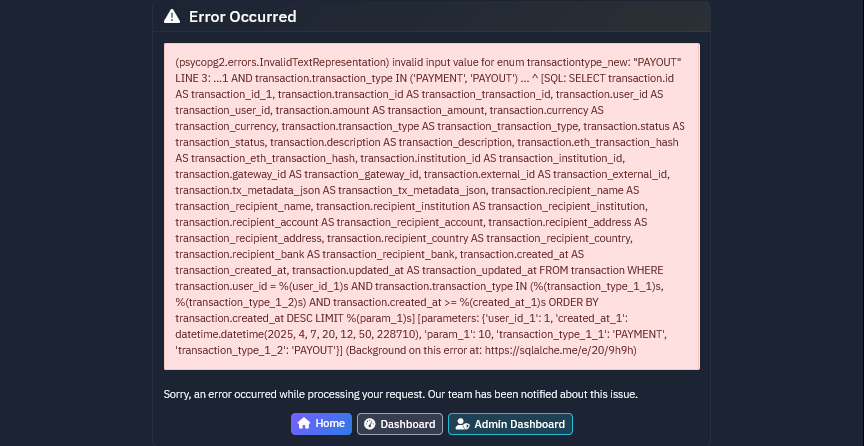 Error Occurred
(psycopg2.errors.InvalidTextRepresentation) invalid input value for enum transactiontype_new: "PAYOUT"
LINE 3: ...1 AND transaction.transaction_type IN ('PAYMENT', 'PAYOUT') ... ^ [SQL: SELECT transaction.id
AS transaction_id_1, transaction.transaction_id AS transaction_transaction_id, transaction.user_id AS
transaction_user_id, transaction.amount AS transaction_amount, transaction.currency AS
transaction_currency, transaction.transaction_type AS transaction_transaction_type, transaction.status AS
transaction_status, transaction.description AS transaction_description, transaction.eth_transaction_hash
AS transaction_eth_transaction_hash, transaction.institution_id AS transaction_institution_id,
transaction.gateway_id AS transaction_gateway_id, transaction.external_id AS transaction_external_id,
transaction.tx_metadata_json AS transaction_tx_metadata_json, transaction.recipient_name AS
transaction_recipient_name, transaction.recipient_institution AS transaction_recipient_institution,
transaction.recipient_account AS transaction_recipient_account, transaction.recipient_address AS
transaction_recipient_address, transaction.recipient_country AS transaction_recipient_country,
transaction.recipient_bank AS transaction_recipient_bank, transaction.created_at AS
transaction_created_at, transaction.updated_at AS transaction_updated_at FROM transaction WHERE
transaction.user_id = %(user_id_1)s AND transaction.transaction_type IN (%(transaction_type_1_1)s,
%(transaction_type_1_2)s) AND transaction.created_at >= %(created_at_1)s ORDER BY
transaction.created_at DESC LIMIT %(param_1)s] [parameters: {'user_id_1': 1, 'created_at_1':
datetime.datetime(2025, 4, 7, 20, 12, 50, 228710), 'param_1': 10, 'transaction_type_1_1': 'PAYMENT',
'transaction_type_1_2': 'PAYOUT'}] (Background on this error at: https://sqlalche.me/e/20/9h9h)
Sorry, an error occurred while processing your request. Our team has been notified about this issue.
Home Dashboard Admin Dashboard